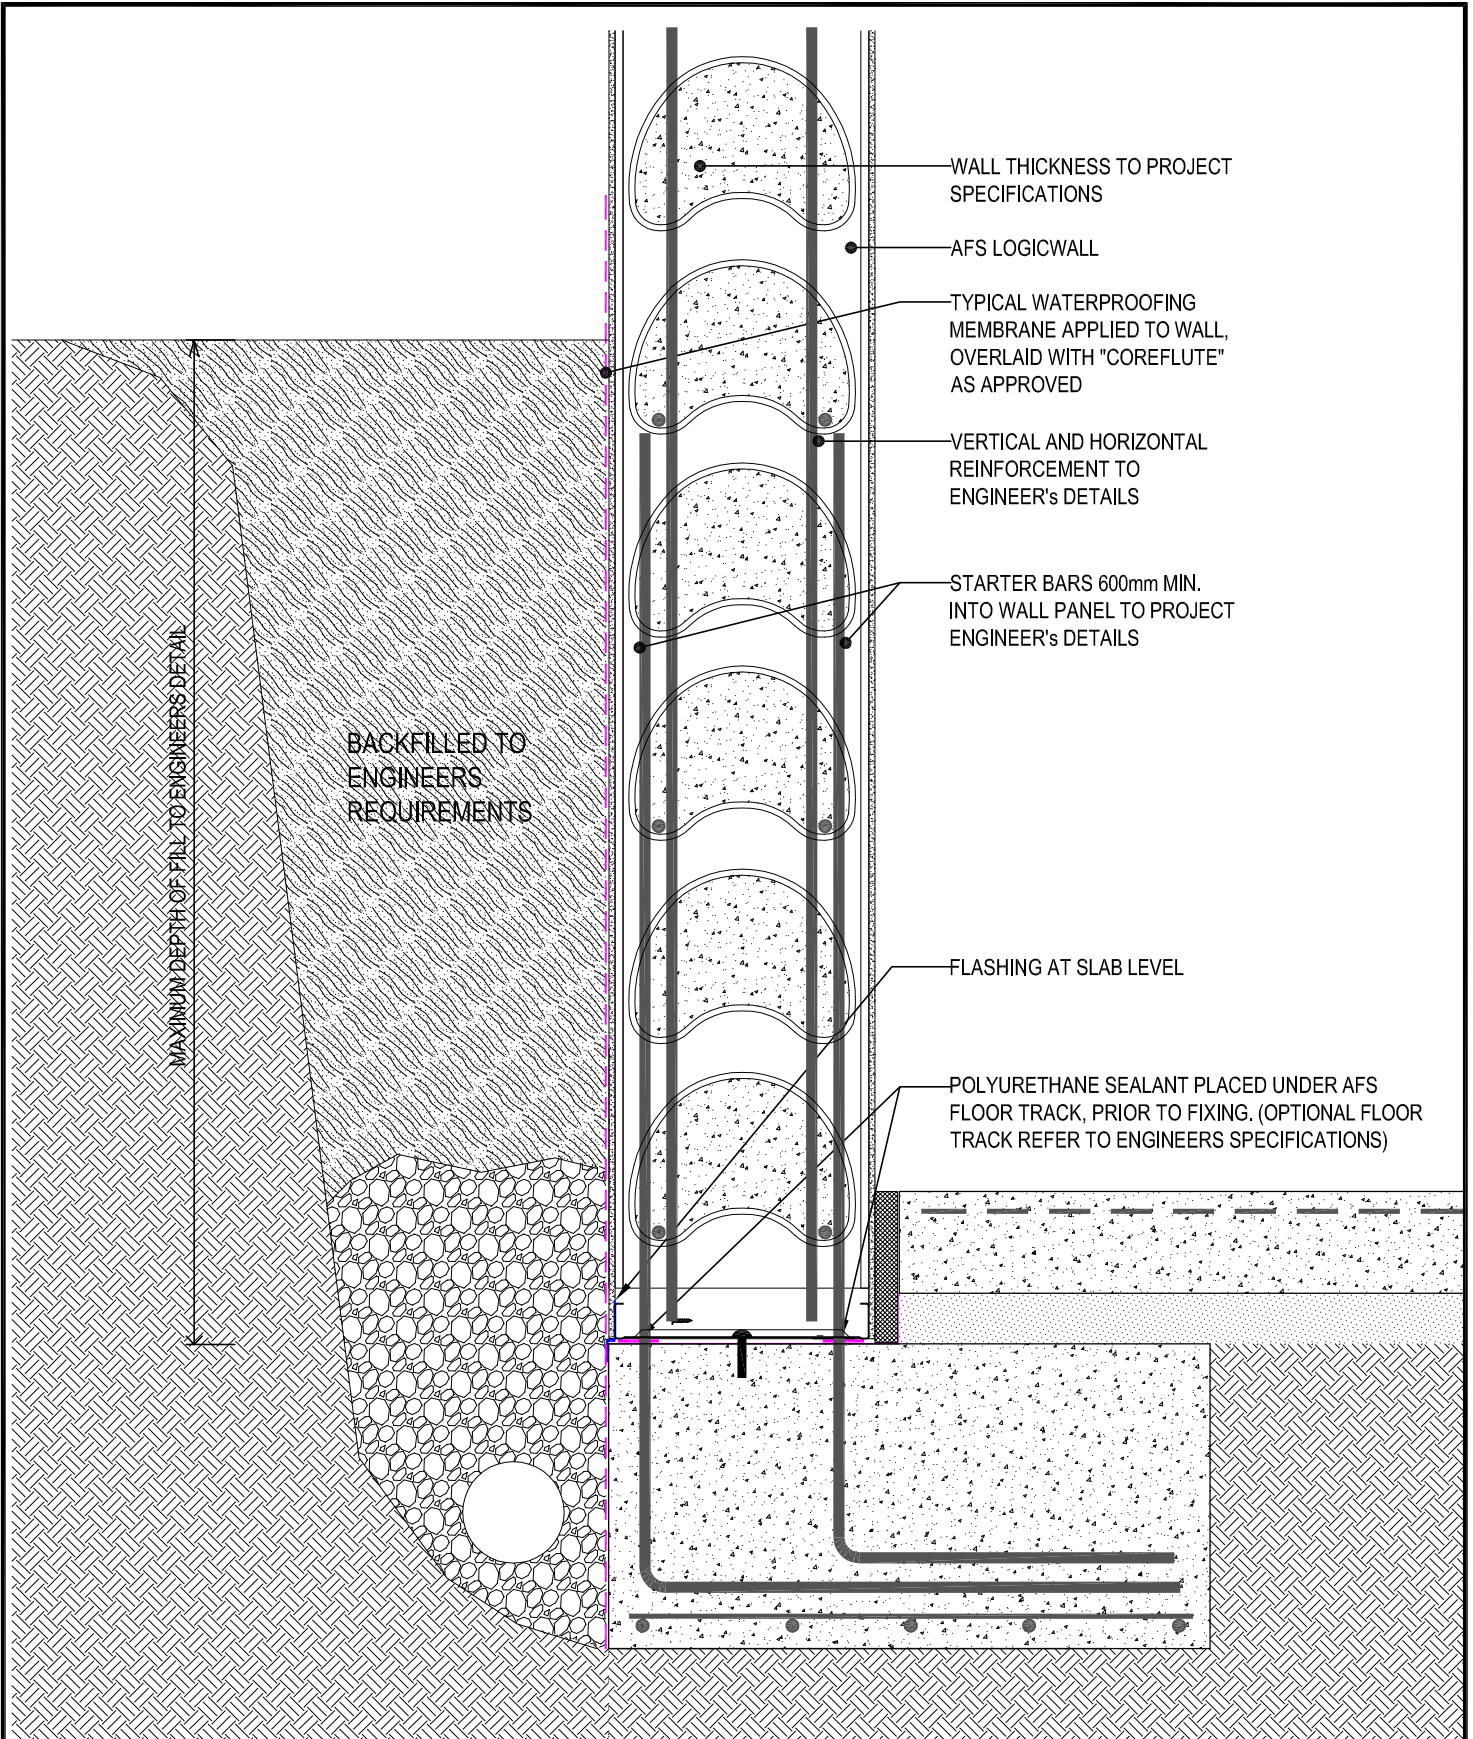 WALL THICKNESS TO PROJECT
SPECIFICATIONS
AFS LOGICWALL
TYPICAL WATERPROOFING
MEMBRANE APPLIED TO WALL,
OVERLAID WITH "COREFLUTE"
AS APPROVED
VERTICAL AND HORIZONTAL
REINFORCEMENT TO
ENGINEER's DETAILS
STARTER BARS 600mm MIN.
INTO WALL PANEL TO PROJECT
ENGINEER's DETAILS
MAXIMUM DEPTH OF FILL TO ENGINEERS DETAIL
BACKFILLED TO
ENGINEERS
REQUIREMENTS
FLASHING AT SLAB LEVEL
POLYURETHANE SEALANT PLACED UNDER AFS
FLOOR TRACK, PRIOR TO FIXING. (OPTIONAL FLOOR
TRACK REFER TO ENGINEERS SPECIFICATIONS)